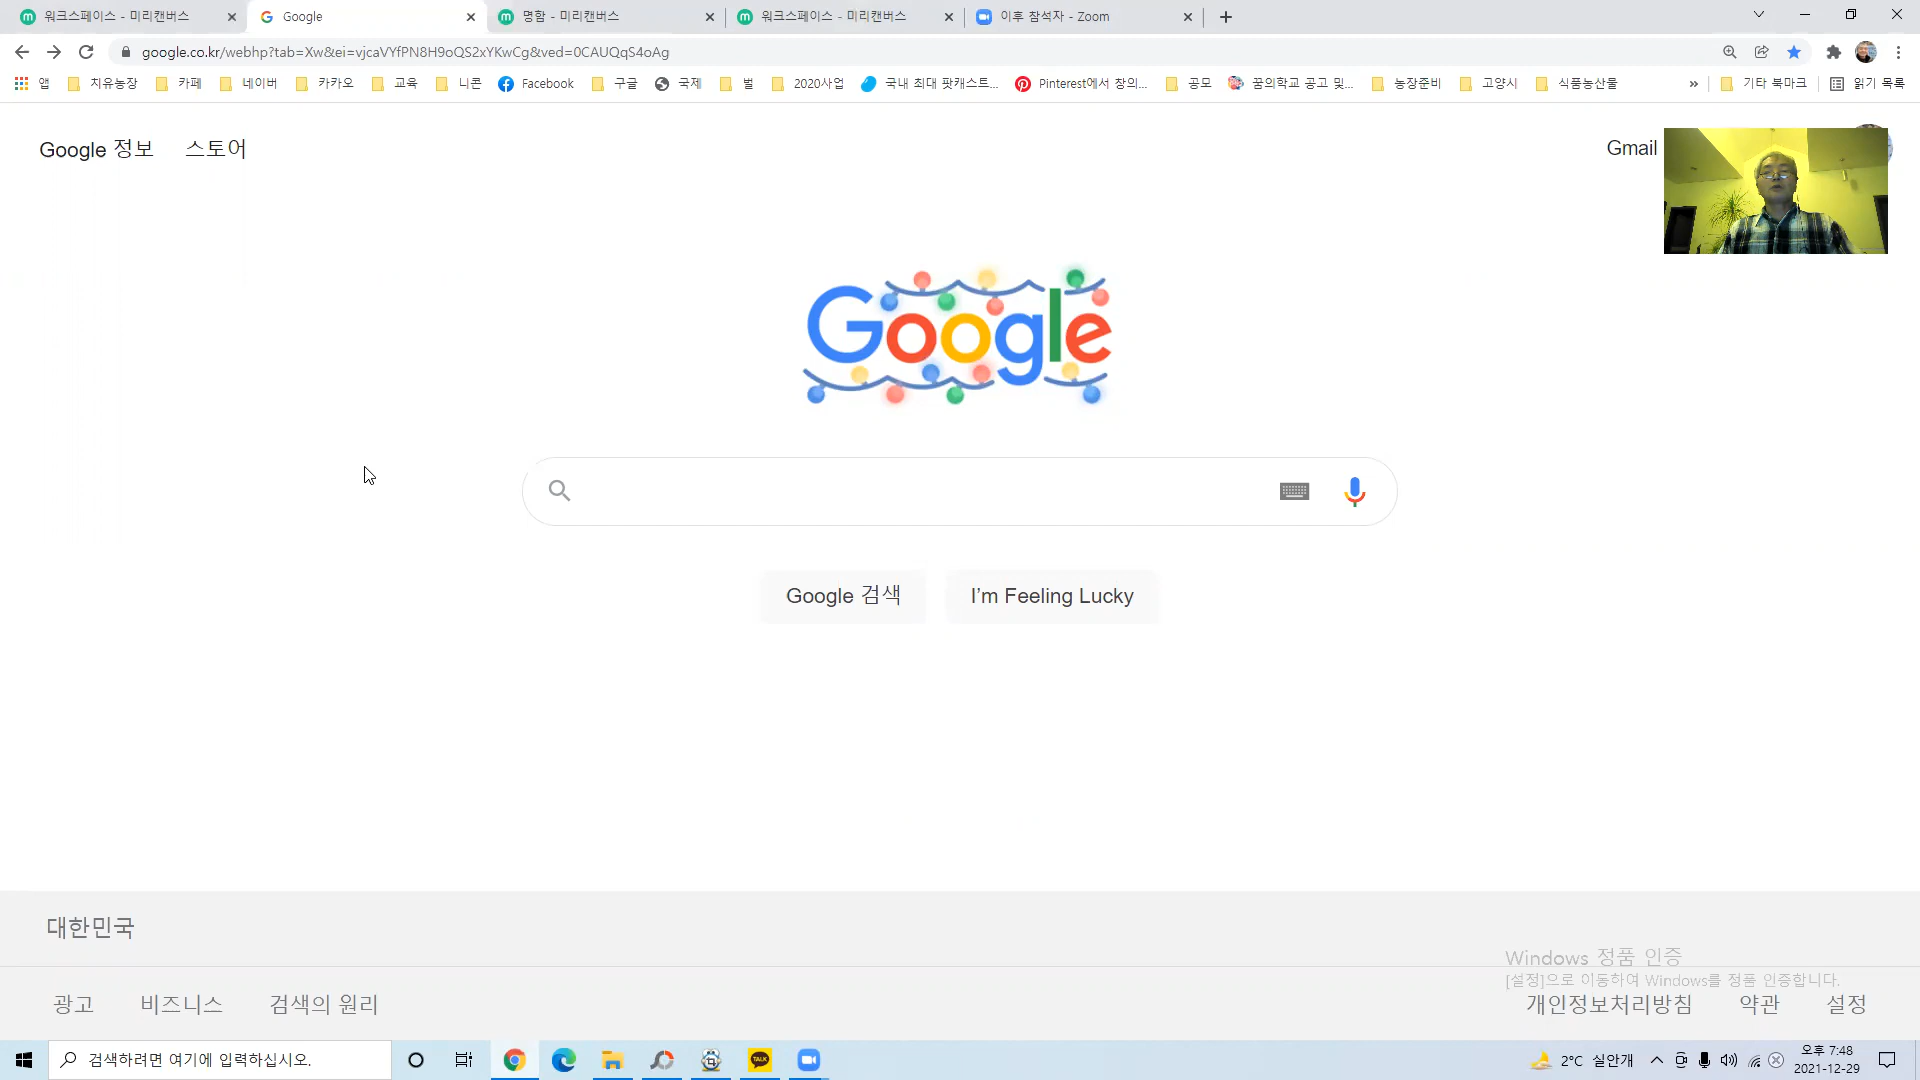 워크스페이스 - 미리캔버스
Google
명함 - 미리캔버스
워크스페이스 - 미리캔버스
이후 참석자 - Zoom
google.co.kr/webhp?tab=Xw&ei=vjcaVYfPN8H9oQS2xYKwCg&ved=0CAUQqS4oAg
앱 치유농장 카페 네이버 카카오 교육 니콘 Facebook 구글 국제 벌 2020사업 국내 최대 팟캐스트... Pinterest에서 창의... 공모 꿈의학교 공고 및... 농장준비 고양시 식품농산물 » 기타 북마크 읽기 목록
Google 정보 스토어
Gmail
Google
Google 검색 I'm Feeling Lucky
대한민국
Windows 정품 인증
[설정]으로 이동하여 Windows를 정품 인증합니다.
광고 비즈니스 검색의 원리
개인정보처리방침 약관 설정
검색하려면 여기에 입력하십시오.
TALK
2°C 실안개
오후 7:48
2021-12-29